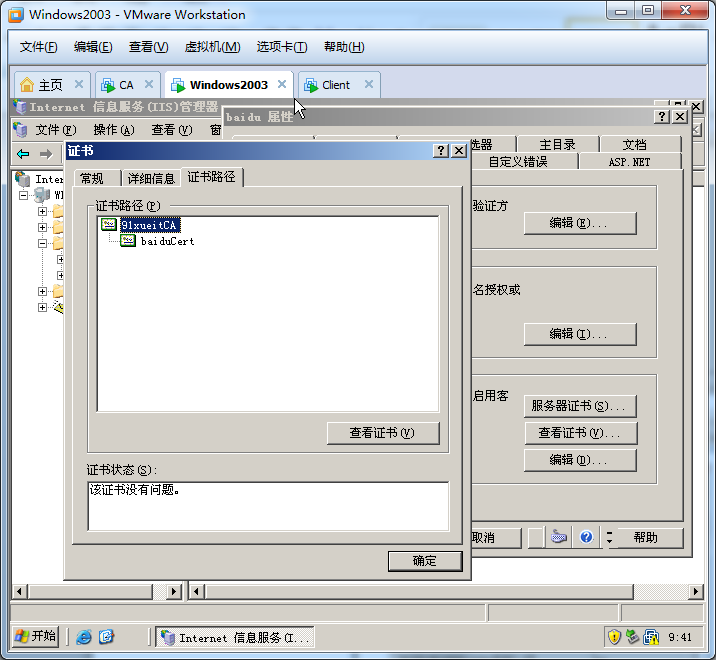 Windows2003 - VMware Workstation
文件(F) 编辑(E) 查看(V) 虚拟机(M) 选项卡(T) 帮助(H)
主页 CA Windows2003 Client
Internet 信息服务(IIS)管理器
baidu 属性
文件(F) 操作(A) 查看(V) 窗
选器 主目录 文档
自定义错误 ASP.NET
证书
常规 详细信息 证书路径
Inter
证书路径(P)
91xueitCA
baiduCert
验证方
编辑(E)...
名授权或
编辑(I)...
启用客
服务器证书(S)...
查看证书(V)
查看证书(V)...
编辑(D)...
证书状态(S):
该证书没有问题。
取消 帮助
确定
开始 Internet 信息服务(I... 9:41